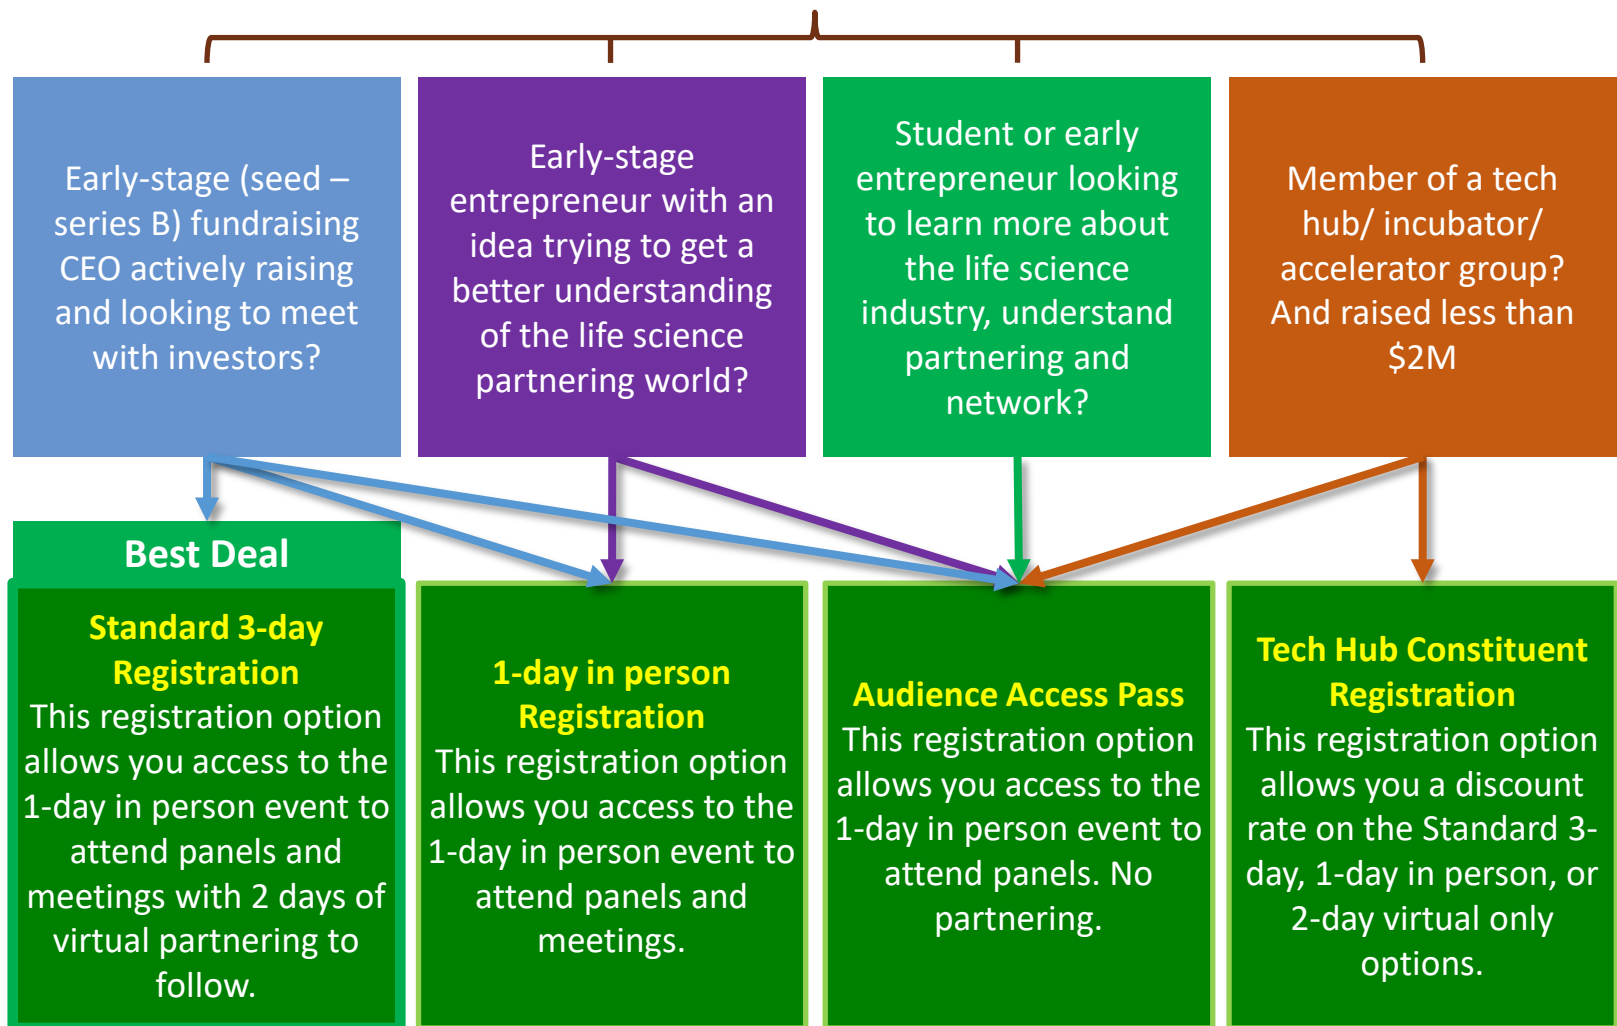 Early-stage (seed –
series B) fundraising
CEO actively raising
and looking to meet
with investors?
Early-stage
entrepreneur with an
idea trying to get a
better understanding
of the life science
partnering world?
Student or early
entrepreneur looking
to learn more about
the life science
industry, understand
partnering and
network?
Member of a tech
hub/ incubator/
accelerator group?
And raised less than
$2M
Best Deal
Standard 3-day
Registration
This registration option
allows you access to the
1-day in person event to
attend panels and
meetings with 2 days of
virtual partnering to
follow.
1-day in person
Registration
This registration option
allows you access to the
1-day in person event to
attend panels and
meetings.
Audience Access Pass
This registration option
allows you access to the
1-day in person event to
attend panels. No
partnering.
Tech Hub Constituent
Registration
This registration option
allows you a discount
rate on the Standard 3-
day, 1-day in person, or
2-day virtual only
options.